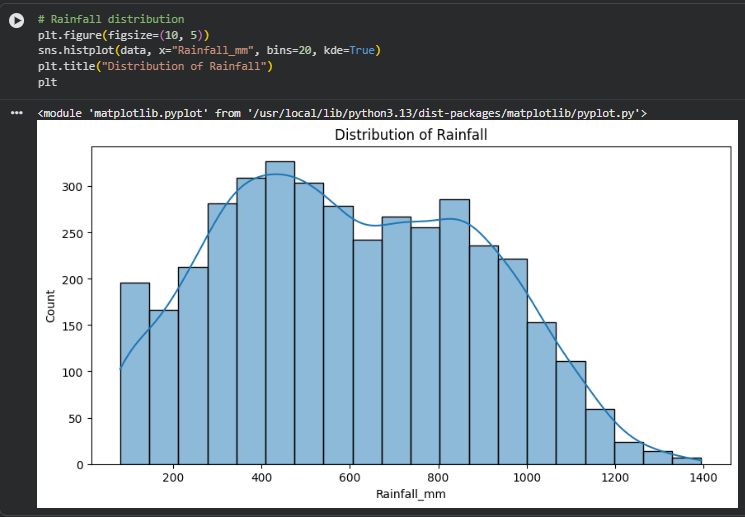 # Rainfall distribution
plt.figure(figsize=(10, 5))
sns.histplot(data, x="Rainfall_mm", bins=20, kde=True)
plt.title("Distribution of Rainfall")
plt
<module 'matplotlib.pyplot' from '/usr/local/lib/python3.13/dist-packages/matplotlib/pyplot.py'>
Distribution of Rainfall
300
250
200
150
100
50
0
Count
200 400 600 800 1000 1200 1400
Rainfall_mm